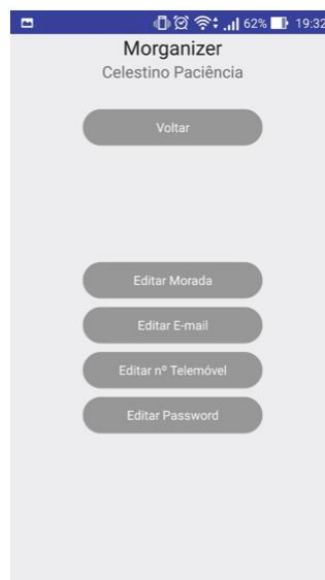 62% 19:32
Morganizer
Celestino Paciência
Voltar
Editar Morada
Editar E-mail
Editar nº Telemóvel
Editar Password